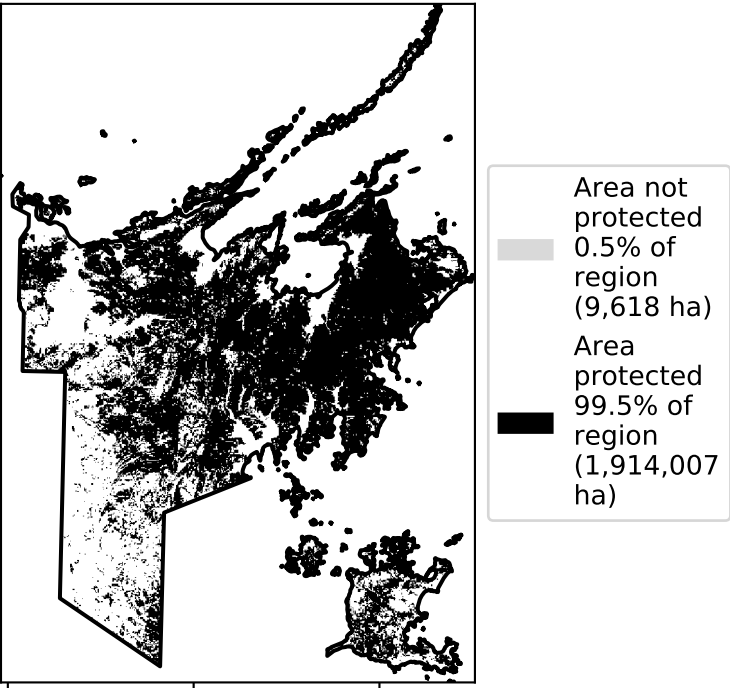 Area not
protected
0.5% of
region
(9,618 ha)
Area
protected
99.5% of
region
(1,914,007
ha)